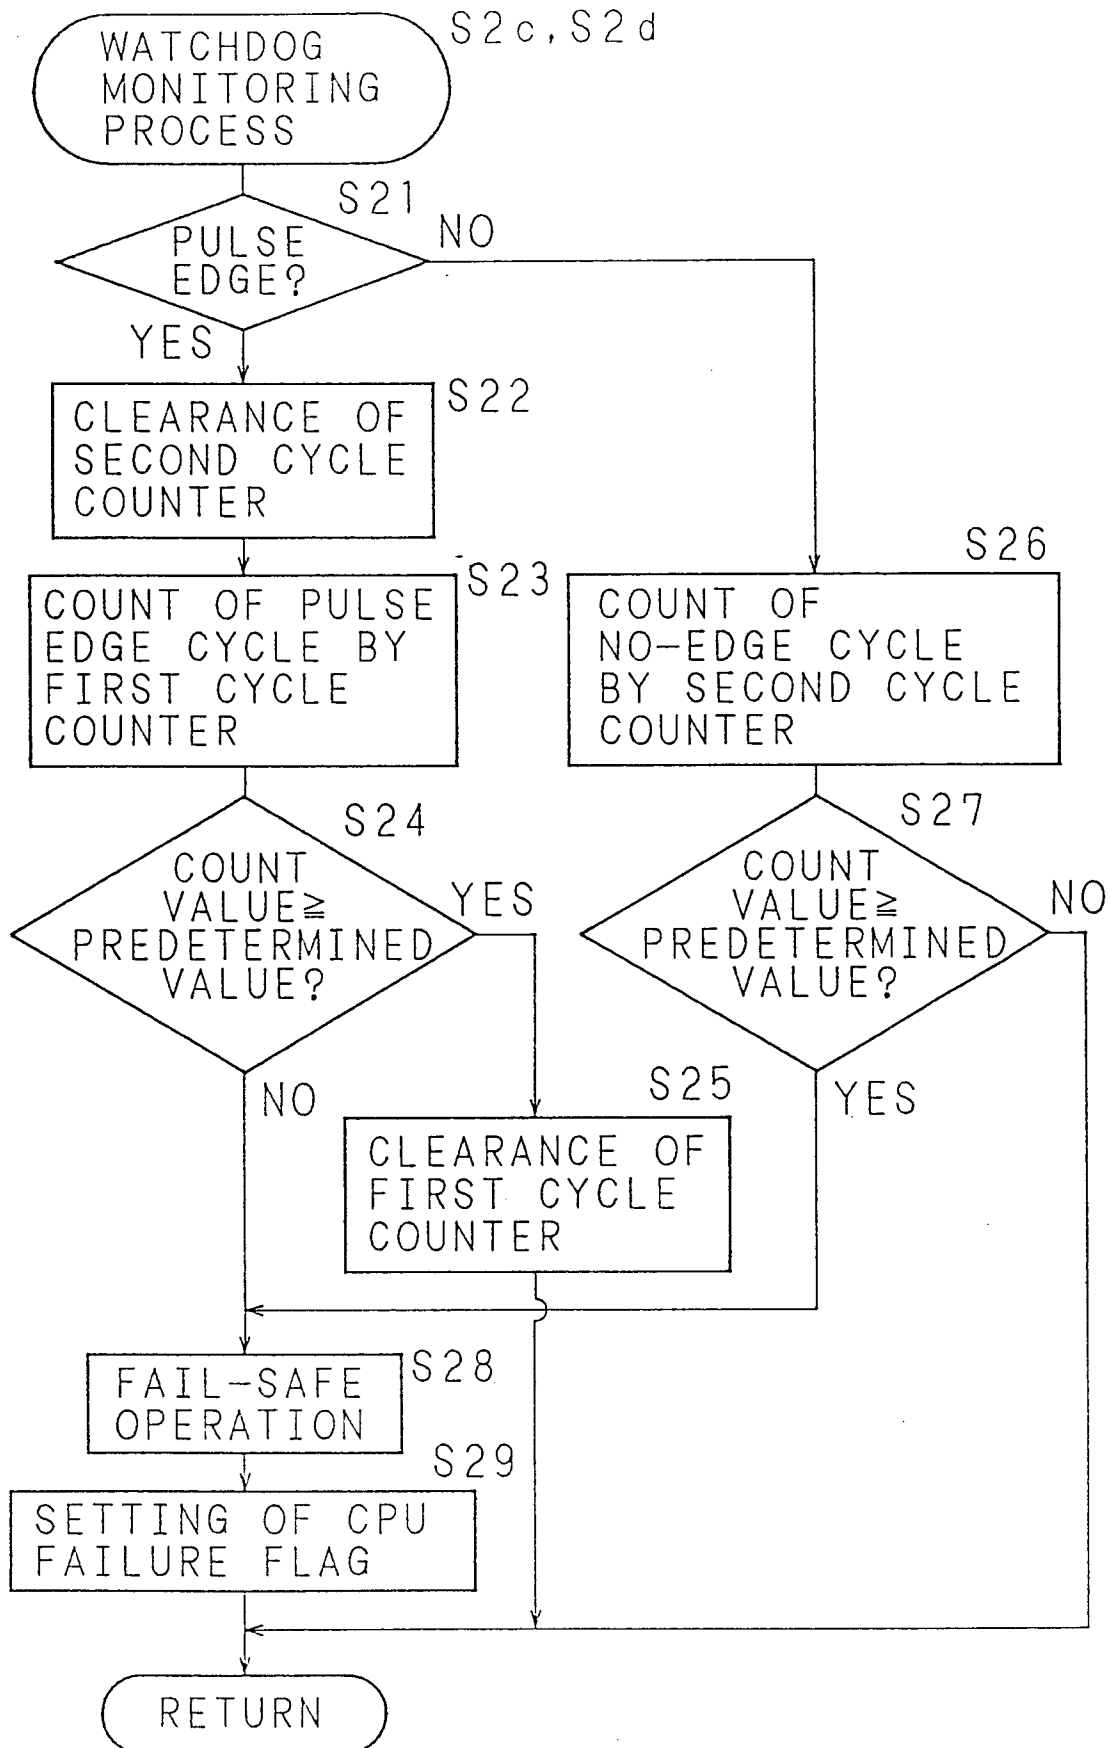 S2c, S2d
WATCHDOG
MONITORING
PROCESS
S21
PULSE
EDGE?
NO
YES
S22
CLEARANCE OF
SECOND CYCLE
COUNTER
S23
COUNT OF PULSE
EDGE CYCLE BY
FIRST CYCLE
COUNTER
S26
COUNT OF
NO-EDGE CYCLE
BY SECOND CYCLE
COUNTER
S24
COUNT
VALUE≧
PREDETERMINED
VALUE?
YES
NO
S27
COUNT
VALUE≧
PREDETERMINED
VALUE?
NO
YES
S25
CLEARANCE OF
FIRST CYCLE
COUNTER
S28
FAIL-SAFE
OPERATION
S29
SETTING OF CPU
FAILURE FLAG
RETURN